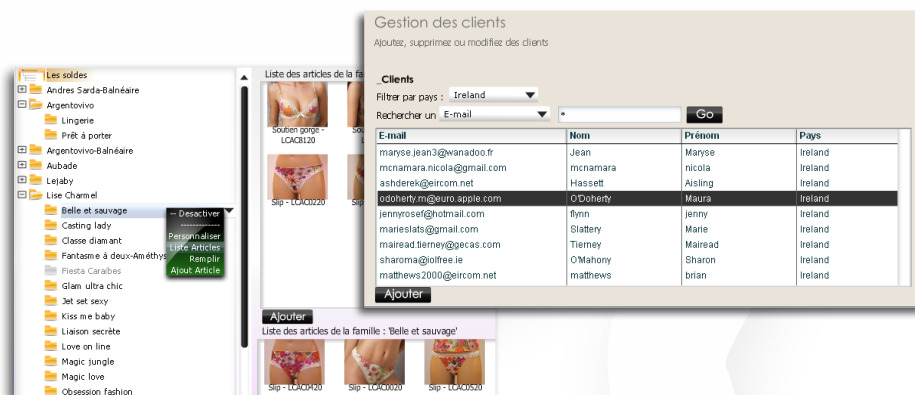 Gestion des clients
Ajoutez, supprimez ou modifiez des clients
_Clients
Filtrer par pays : Ireland
Rechercher un E-mail * Go
E-mail Nom Prénom Pays
maryse.jean3@wanadoo.fr Jean Maryse Ireland
mcnamara.nicola@gmail.com mcnamara nicola Ireland
ashderek@eircom.net Hassett Aisling Ireland
odoherty.m@euro.apple.com O'Doherty Maura Ireland
jennyrosef@hotmail.com flynn jenny Ireland
marieslats@gmail.com Slattery Marie Ireland
mairead.tierney@gecas.com Tierney Mairead Ireland
sharoma@iolfree.ie O'Mahony Sharon Ireland
matthews2000@eircom.net matthews brian Ireland
Ajouter
Les soldes
Andres Sarda-Balnéaire
Argentovivo
Lingerie
Prêt à porter
Argentovivo-Balnéaire
Aubade
Lejaby
Lise Charmel
Belle et sauvage
Casting lady
Classe diamant
Fantasme à deux-Améthys
Fiesta Caraïbes
Glam ultra chic
Jet set sexy
Kiss me baby
Liaison secrète
Love on line
Magic jungle
Magic love
Obsession fashion
-- Desactiver
------------
Personnaliser
Liste Articles
Remplir
Ajout Article
Liste des articles de la fa
Soutien gorge -
LCAC8120
Slip - LCAC0220
Ajouter
Liste des articles de la famille : 'Belle et sauvage'
Slip - LCAC0420 Slip - LCAC0020 Slip - LCAC0520